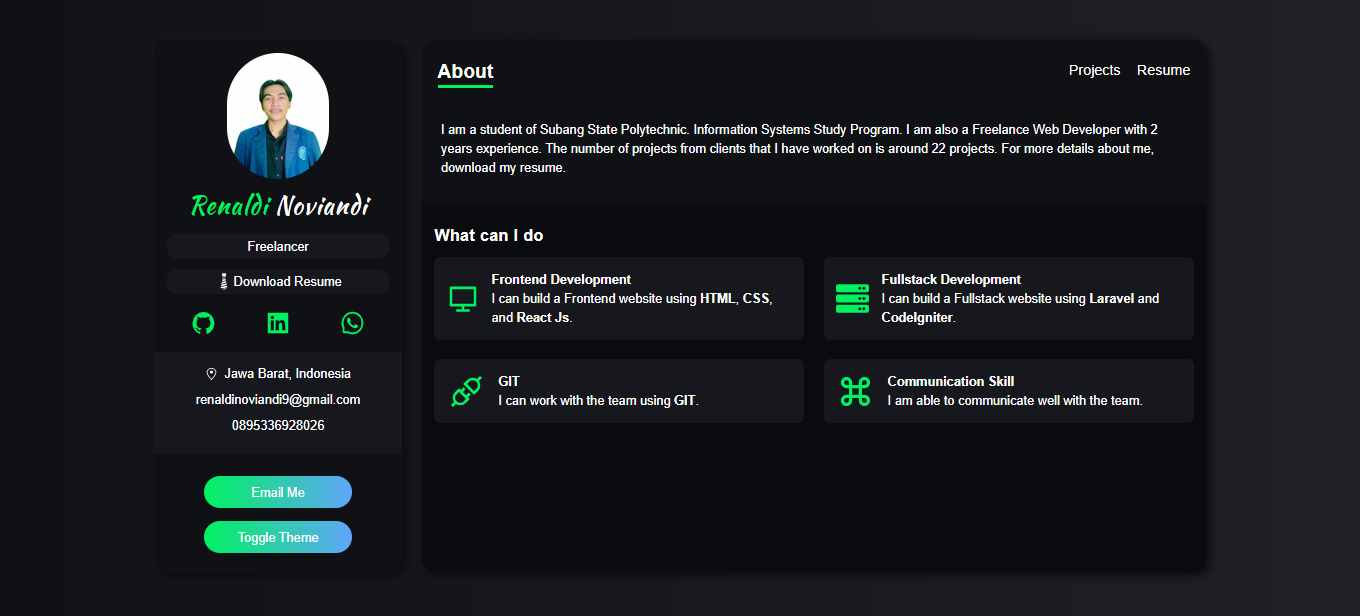 Renaldi Noviandi
Freelancer
Download Resume
Jawa Barat, Indonesia
renaldinoviandi9@gmail.com
0895336928026
Email Me
Toggle Theme
About
Projects
Resume
I am a student of Subang State Polytechnic. Information Systems Study Program. I am also a Freelance Web Developer with 2
years experience. The number of projects from clients that I have worked on is around 22 projects. For more details about me,
download my resume.
What can I do
Frontend Development
I can build a Frontend website using HTML, CSS,
and React Js.
Fullstack Development
I can build a Fullstack website using Laravel and
CodeIgniter.
GIT
I can work with the team using GIT.
Communication Skill
I am able to communicate well with the team.